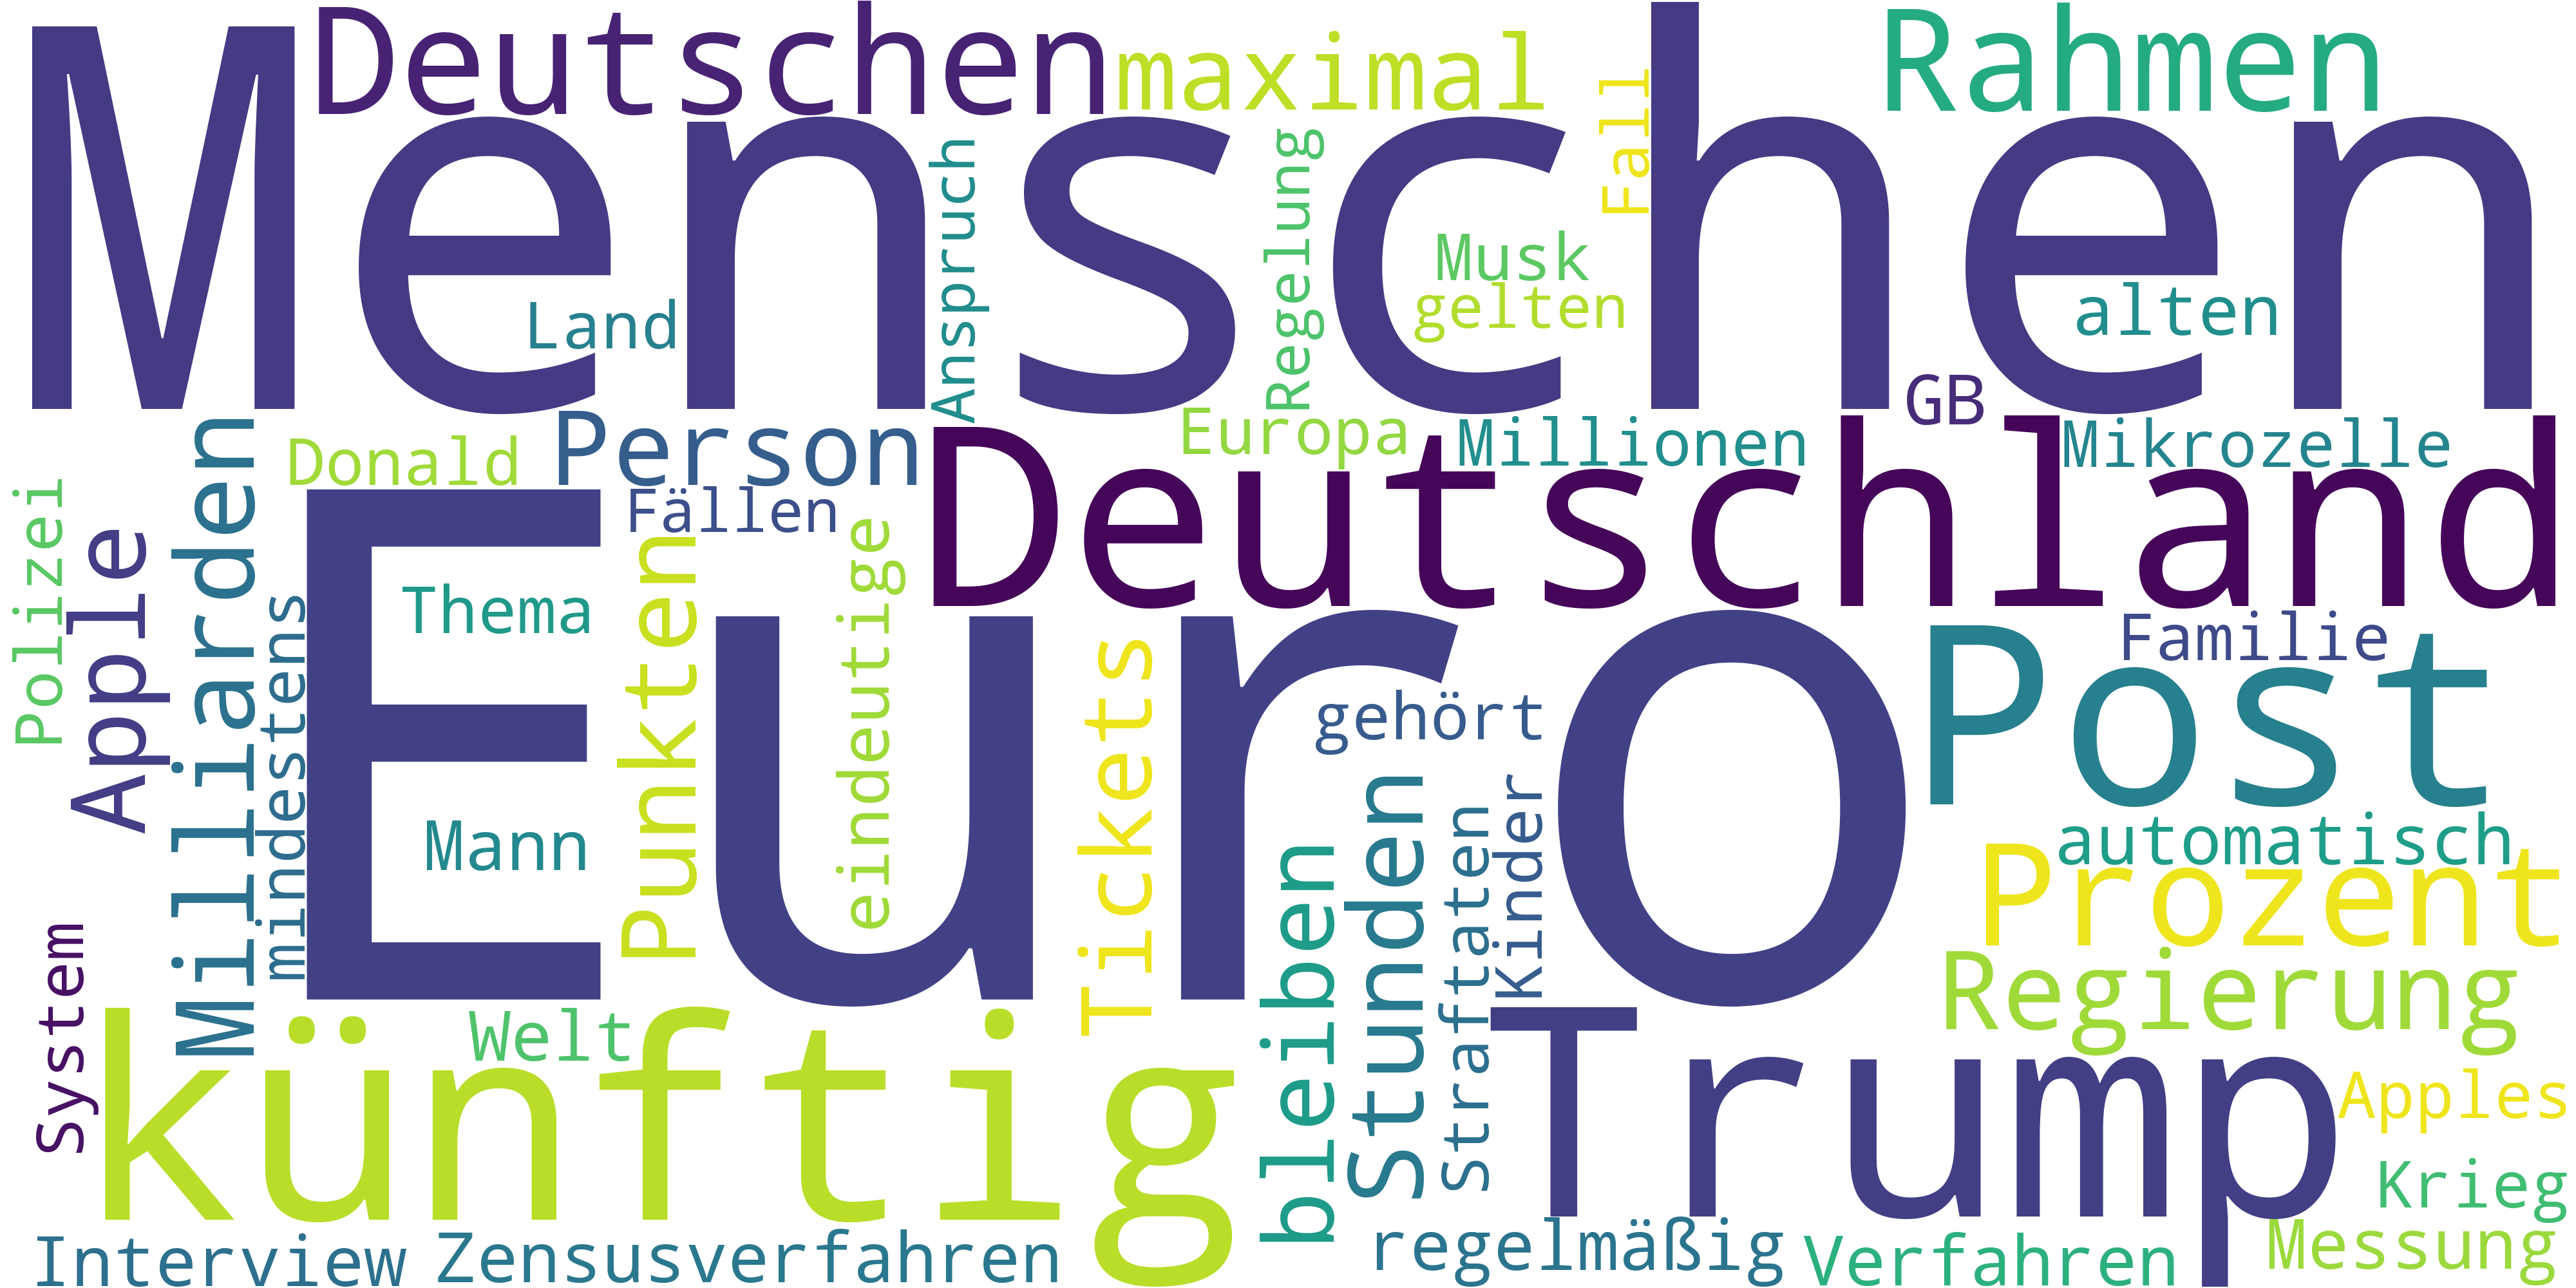 Deutschen
maximal
Rahmen
Menschen
Fall
Anspruch
Regelung
Musk
gelten
Land
alten
GB
Person
Europa
Millionen
Mikrozelle
Donald
Deutschland
Milliarden
Polizei
Apple
Fällen
Euro
Thema
Punkten
eindeutige
mindestens
Familie
Post
Tickets
gehört
Mann
Stunden
Straftaten
Kinder
automatisch
Prozent
bleiben
System
Regierung
Welt
künftig
Trump
Apples
Krieg
Interview
Zensusverfahren
regelmäßig
Verfahren
Messung